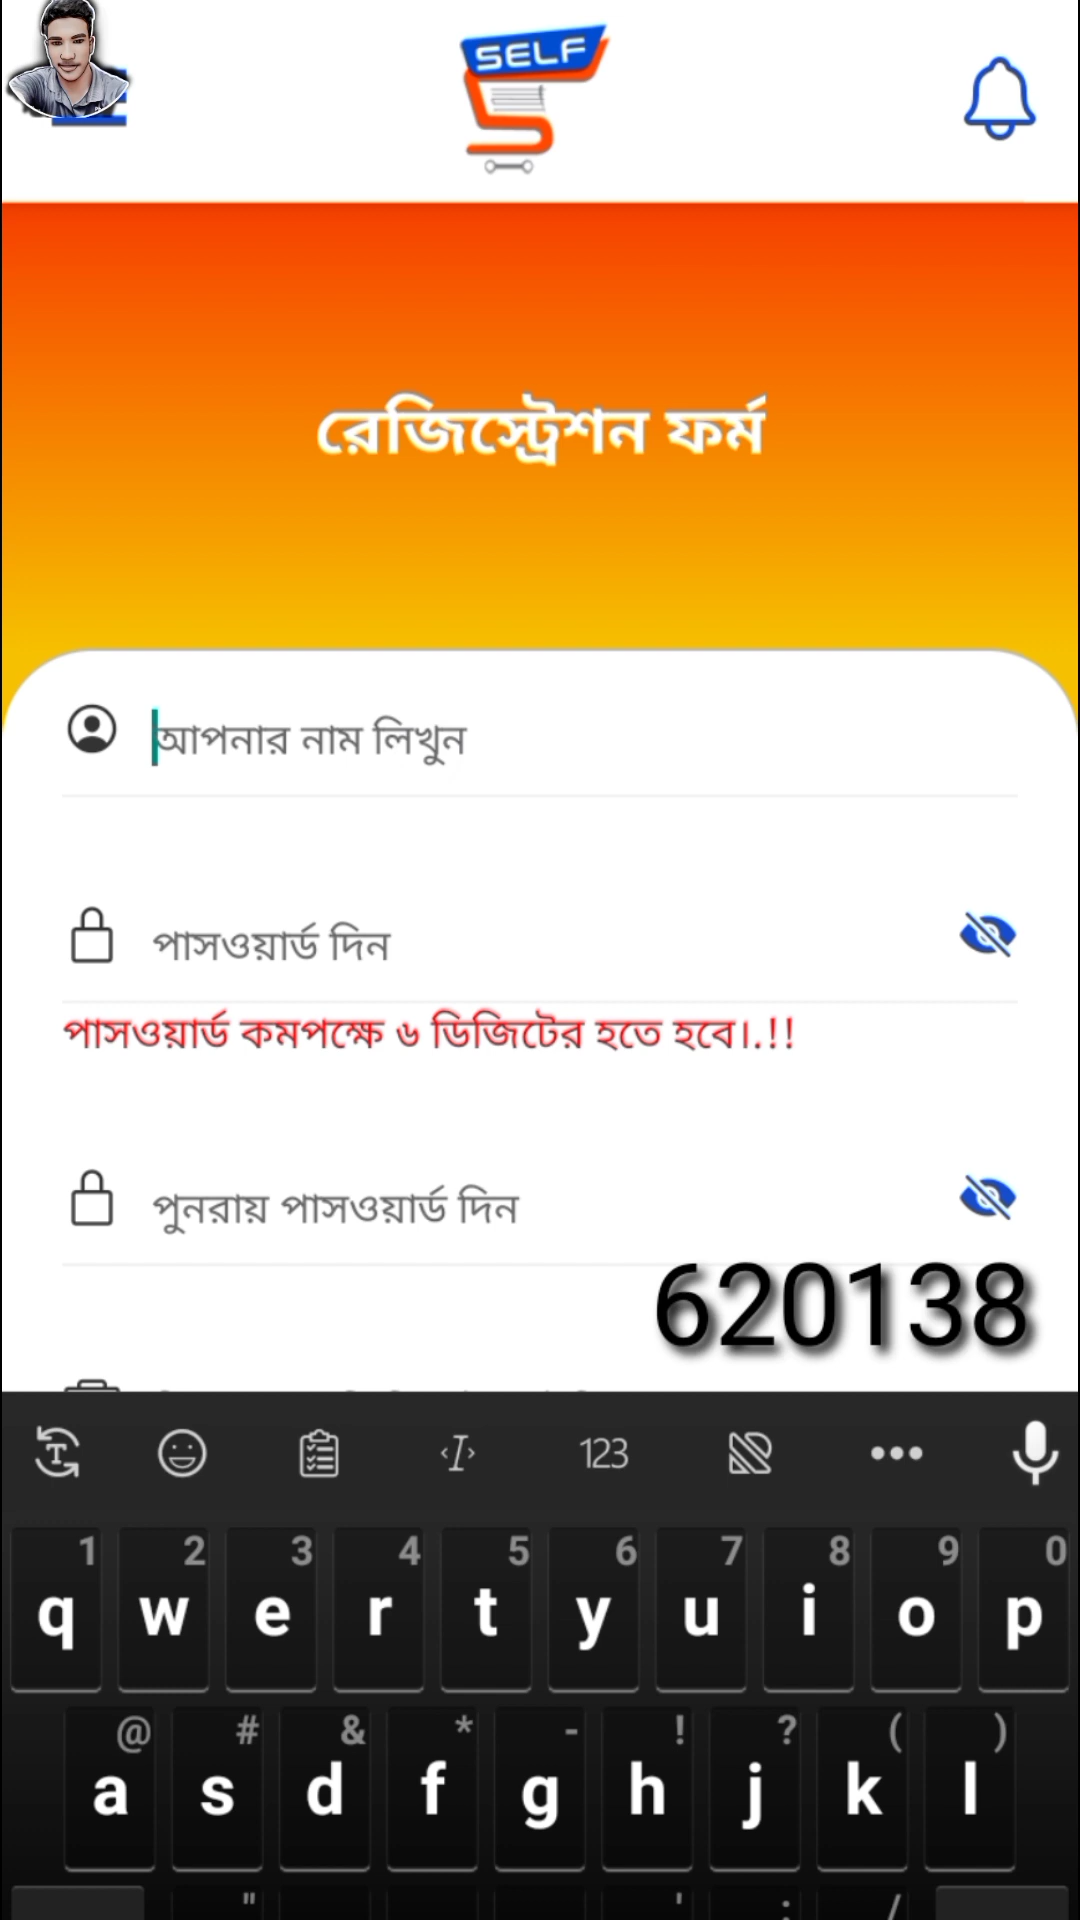 SELF
রেজিস্ট্রেশন ফর্ম
আপনার নাম লিখুন
পাসওয়ার্ড দিন
পাসওয়ার্ড কমপক্ষে ৬ ডিজিটের হতে হবে।.!!
পুনরায় পাসওয়ার্ড দিন
620138
123
1 2 3 4 5 6 7 8 9 0
q w e r t y u i o p
@ # & * - ! ? ( )
a s d f g h j k l
" ' : /